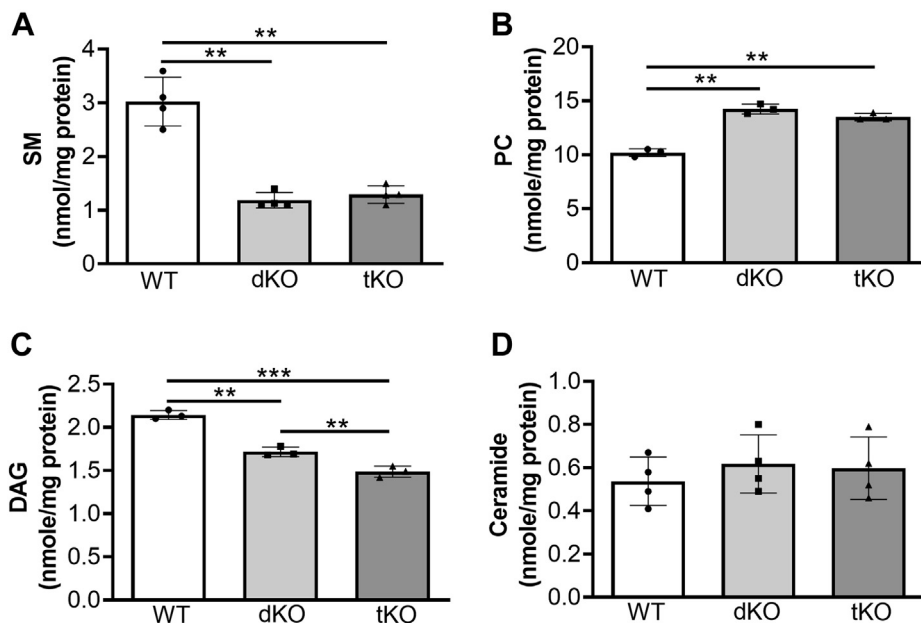 A
SM
(nmol/mg protein)
4
3
2
1
0
**
**
WT
dKO
tKO
B
PC
(nmole/mg protein)
20
15
10
5
0
**
**
WT
dKO
tKO
C
DAG
(nmole/mg protein)
2.5
2.0
1.5
1.0
0.5
0.0
***
**
**
WT
dKO
tKO
D
Ceramide
(nmole/mg protein)
1.0
0.8
0.6
0.4
0.2
0.0
WT
dKO
tKO